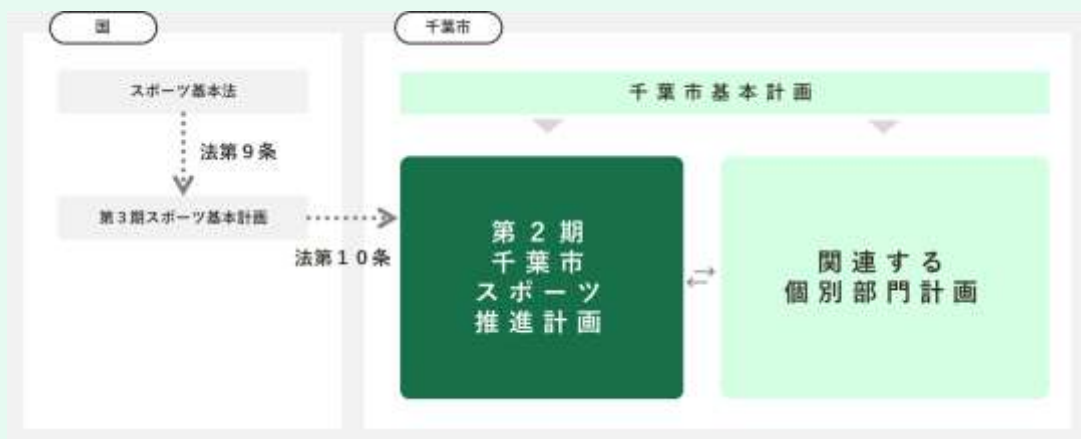 国
スポーツ基本法
法第９条
第３期スポーツ基本計画
法第１０条
千葉市
千葉市基本計画
第２期
千葉市
スポーツ
推進計画
関連する
個別部門計画